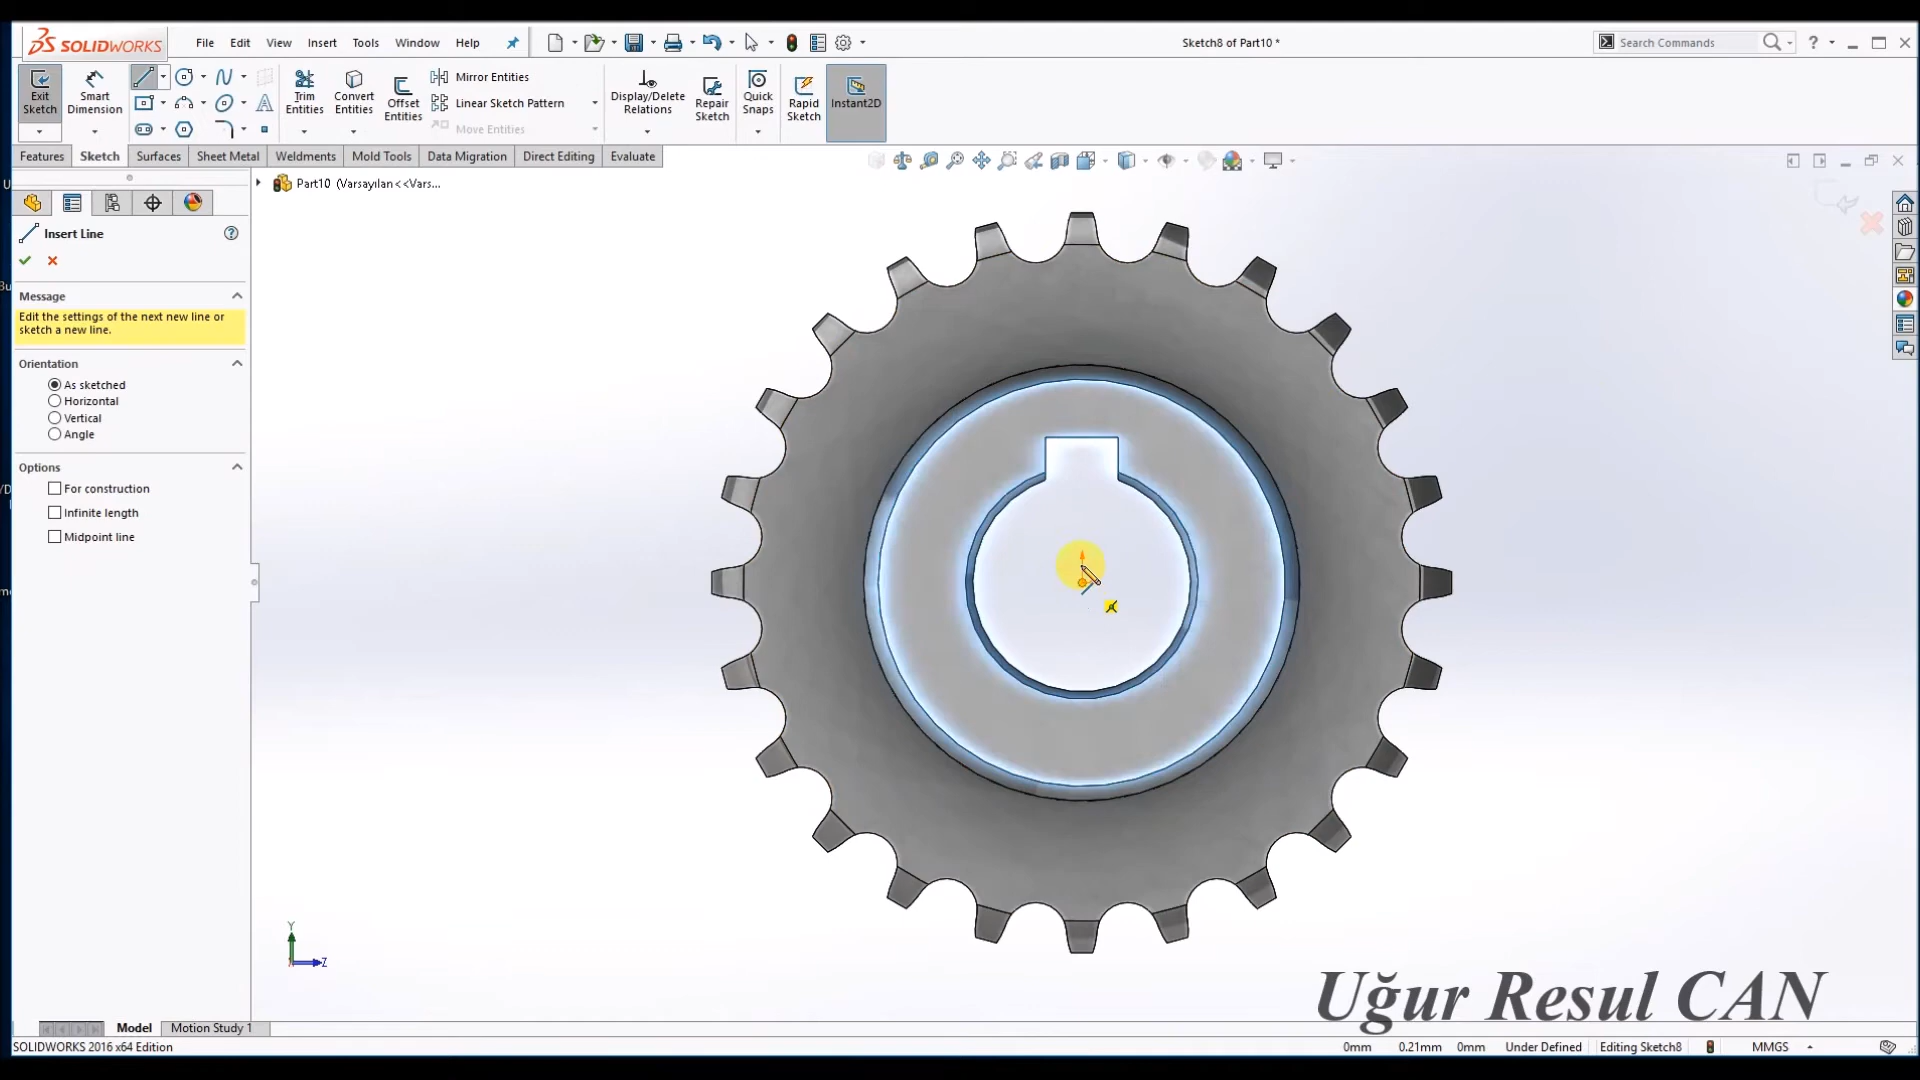 SOLIDWORKS
File Edit View Insert Tools Window Help
Sketch8 of Part10 *
Search Commands
?
Exit Sketch
Smart Dimension
Trim Entities
Convert Entities
Offset Entities
Mirror Entities
Linear Sketch Pattern
Move Entities
Display/Delete Relations
Repair Sketch
Quick Snaps
Rapid Sketch
Instant2D
Features Sketch Surfaces Sheet Metal Weldments Mold Tools Data Migration Direct Editing Evaluate
Part10 (Varsayılan<<Vars...
Insert Line
Message
Edit the settings of the next new line or
sketch a new line.
Orientation
As sketched
Horizontal
Vertical
Angle
Options
For construction
Infinite length
Midpoint line
Y
Z
Uğur Resul CAN
Model Motion Study 1
SOLIDWORKS 2016 x64 Edition
0mm 0.21mm 0mm Under Defined Editing Sketch8 MMGS